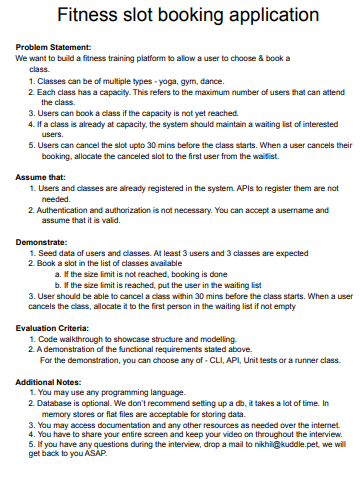 Fitness slot booking application
Problem Statement:
We want to build a fitness training platform to allow a user to choose & book a
class.
1. Classes can be of multiple types - yoga, gym, dance.
2. Each class has a capacity. This refers to the maximum number of users that can attend
the class.
3. Users can book a class if the capacity is not yet reached.
4. If a class is already at capacity, the system should maintain a waiting list of interested
users.
5. Users can cancel the slot upto 30 mins before the class starts. When a user cancels their
booking, allocate the canceled slot to the first user from the waitlist.
Assume that:
1. Users and classes are already registered in the system. APIs to register them are not
needed.
2. Authentication and authorization is not necessary. You can accept a username and
assume that it is valid.
Demonstrate:
1. Seed data of users and classes. At least 3 users and 3 classes are expected
2. Book a slot in the list of classes available
a. If the size limit is not reached, booking is done
b. If the size limit is reached, put the user in the waiting list
3. User should be able to cancel a class within 30 mins before the class starts. When a user
cancels the class, allocate it to the first person in the waiting list if not empty
Evaluation Criteria:
1. Code walkthrough to showcase structure and modelling.
2. A demonstration of the functional requirements stated above.
For the demonstration, you can choose any of - CLI, API, Unit tests or a runner class.
Additional Notes:
1. You may use any programming language.
2. Database is optional. We don't recommend setting up a db, it takes a lot of time. In
memory stores or flat files are acceptable for storing data.
3. You may access documentation and any other resources as needed over the internet.
4. You have to share your entire screen and keep your video on throughout the interview.
5. If you have any questions during the interview, drop a mail to nikhil@kuddle.pet, we will
get back to you ASAP.